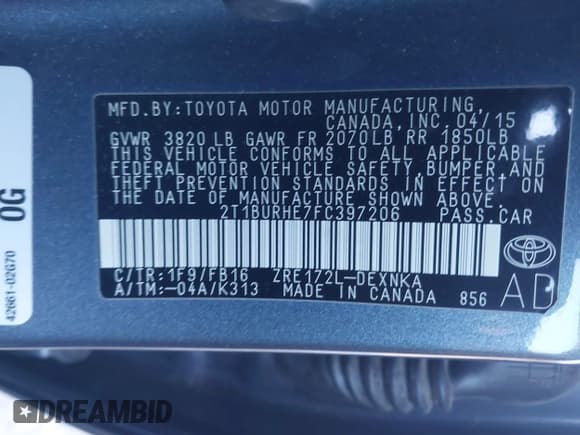 MFD.BY:TOYOTA MOTOR MANUFACTURING,
CANADA, INC. 04/15
GVWR 3820 LB GAWR FR 2070LB RR 1850LB
THIS VEHICLE CONFORMS TO ALL APPLICABLE
FEDERAL MOTOR VEHICLE SAFETY, BUMPER, AND
THEFT PREVENTION STANDARDS IN EFFECT ON
THE DATE OF MANUFACTURE SHOWN ABOVE.
2T1BURHE7FC397206 PASS.CAR
C/TR:1F9/FB16 ZRE172L-DEXNKA
A/TM:-04A/K313 MADE IN CANADA 856
AD
0G
42661-02G70
DREAMBID